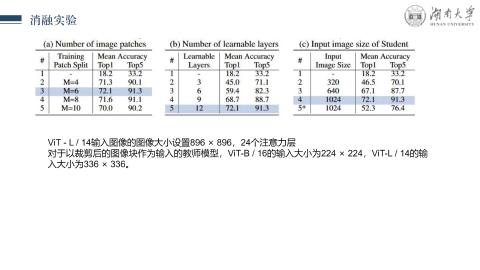 消融实验
湖南大学
HUNAN UNIVERSITY
(a) Number of image patches
# Training Patch Split Mean Accuracy Top1 Top5
1 - 18.2 33.2
2 M=4 71.3 90.1
3 M=6 72.1 91.3
4 M=8 71.6 91.1
5 M=10 70.0 90.2
(b) Number of learnable layers
# Learnable Layers Mean Accuracy Top1 Top5
1 - 18.2 33.2
2 3 45.0 71.1
3 6 59.4 82.3
4 9 68.7 88.7
5 12 72.1 91.3
(c) Input image size of Student
# Input Image Size Mean Accuracy Top1 Top5
1 - 18.2 33.2
2 320 46.5 70.1
3 640 67.1 87.7
4 1024 72.1 91.3
5* 1024 52.3 76.4
ViT - L / 14输入图像的图像大小设置896 × 896，24个注意力层
对于以裁剪后的图像块作为输入的教师模型，ViT-B / 16的输入大小为224 × 224，ViT-L / 14的输
入大小为336 × 336。